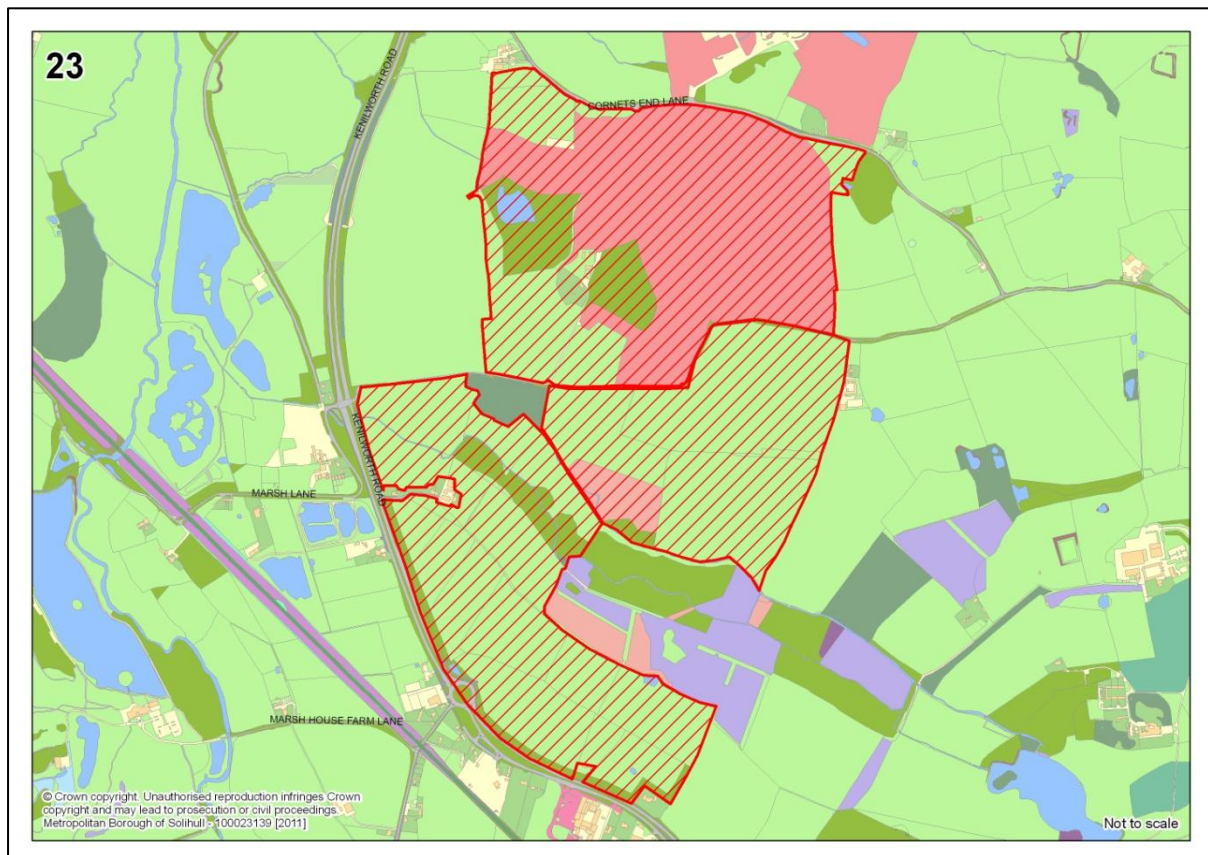 23
KENILWORTH ROAD
CORNETS END LANE
KENILWORTH ROAD
MARSH LANE
MARSH HOUSE FARM LANE
© Crown copyright. Unauthorised reproduction infringes Crown
copyright and may lead to prosecution or civil proceedings.
Metropolitan Borough of Solihull - 100023139 [2011]
Not to scale